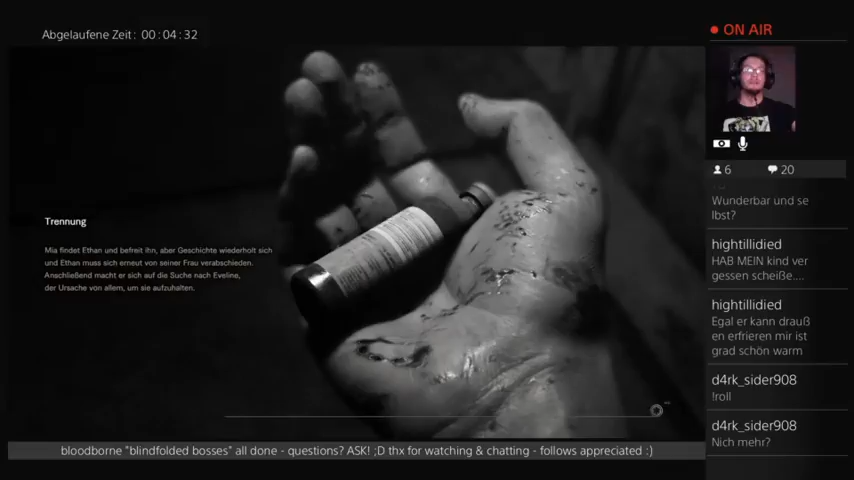 Abgelaufene Zeit: 00:04:32
ON AIR
6
20
Wunderbar und se
lbst?
hightillidied
HAB MEIN kind ver
gessen scheiße....
hightillidied
Egal er kann drauß
en erfrieren mir ist
grad schön warm
d4rk_sider908
!roll
d4rk_sider908
Nich mehr?
Trennung
Mia findet Ethan und befreit ihn, aber Geschichte wiederholt sich
und Ethan muss sich erneut von seiner Frau verabschieden.
Anschließend macht er sich auf die Suche nach Eveline,
der Ursache von allem, um sie aufzuhalten.
bloodborne "blindfolded bosses" all done - questions? ASK! ;D thx for watching & chatting - follows appreciated :)